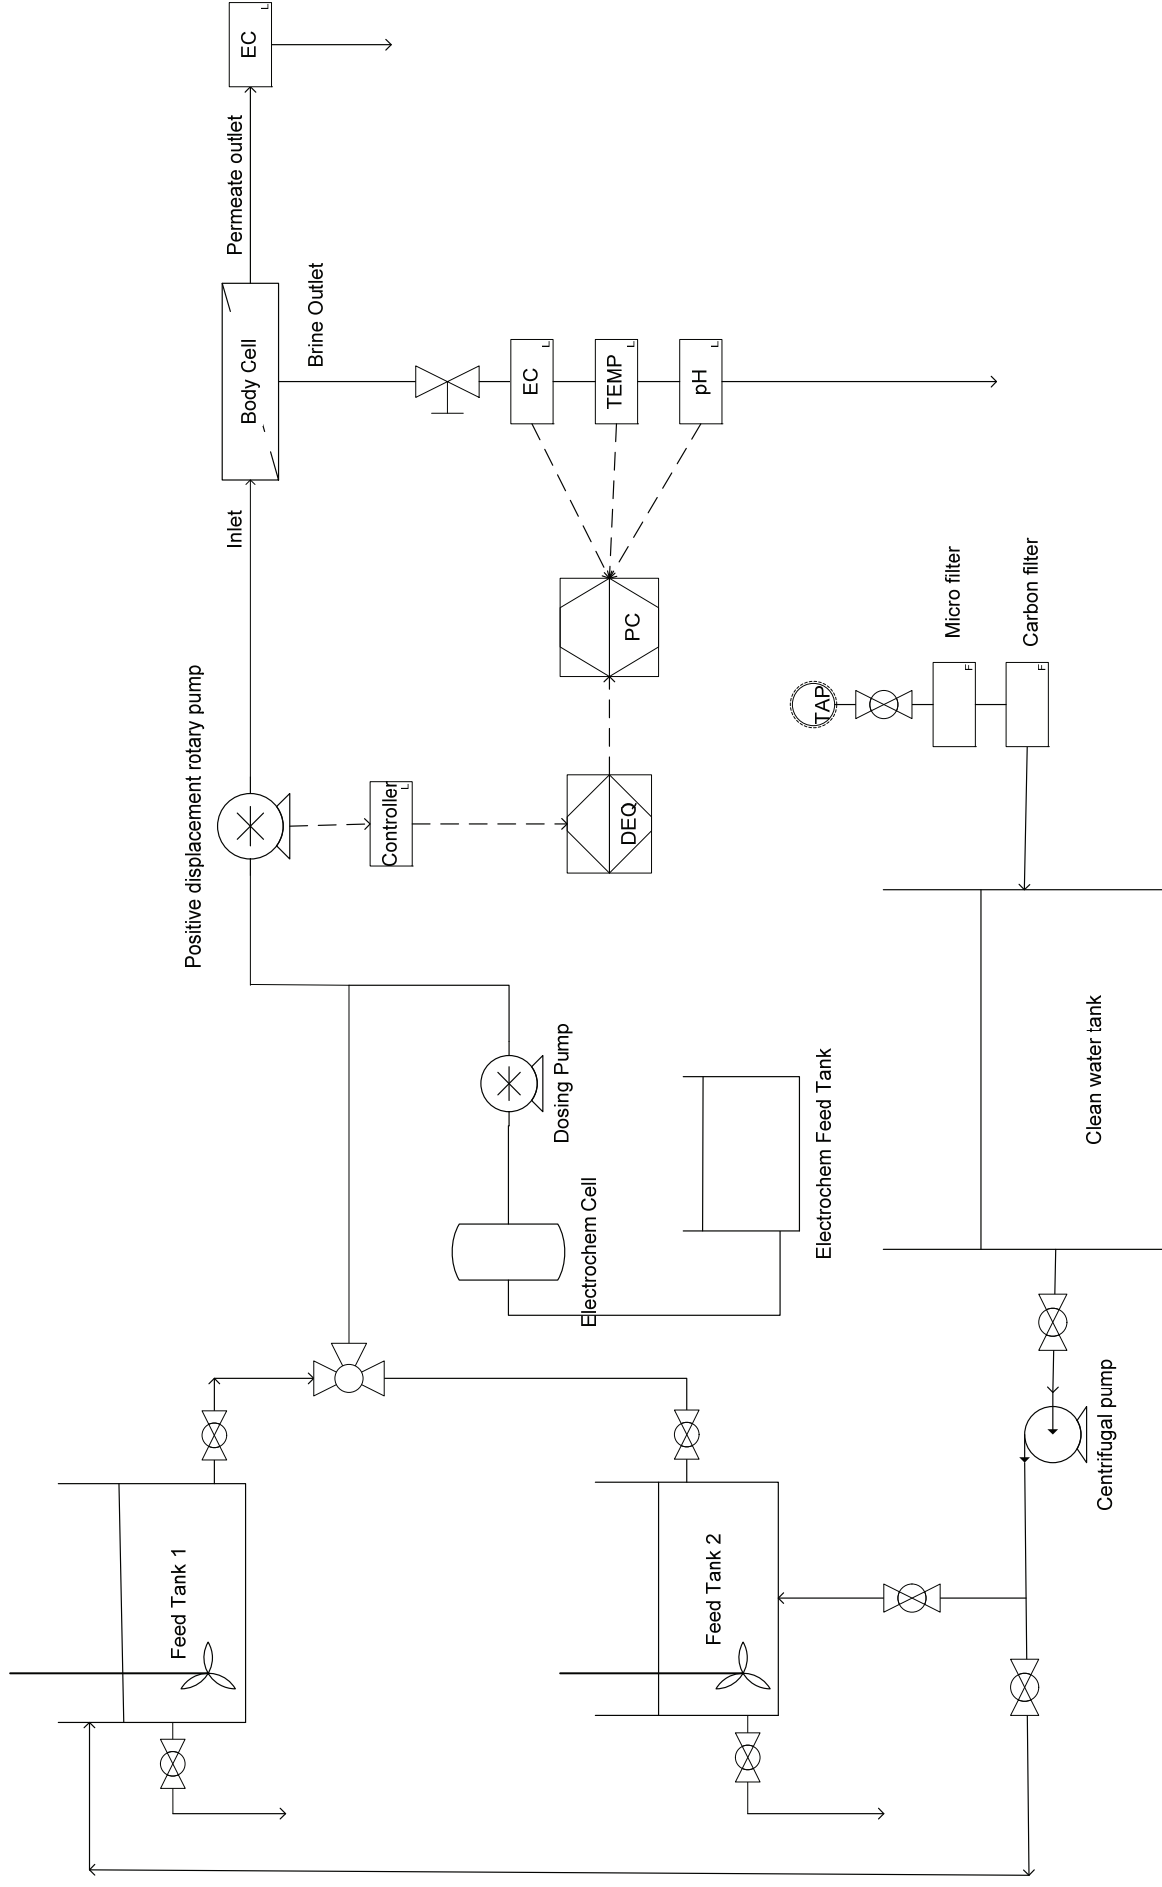 EC
L
Permeate outlet
Body Cell
Brine Outlet
Inlet
EC
L
TEMP
L
pH
L
PC
Positive displacement rotary pump
Controller
L
DEQ
TAP
Micro filter
F
Carbon filter
F
Clean water tank
Dosing Pump
Electrochem Cell
Electrochem Feed Tank
Centrifugal pump
Feed Tank 1
Feed Tank 2